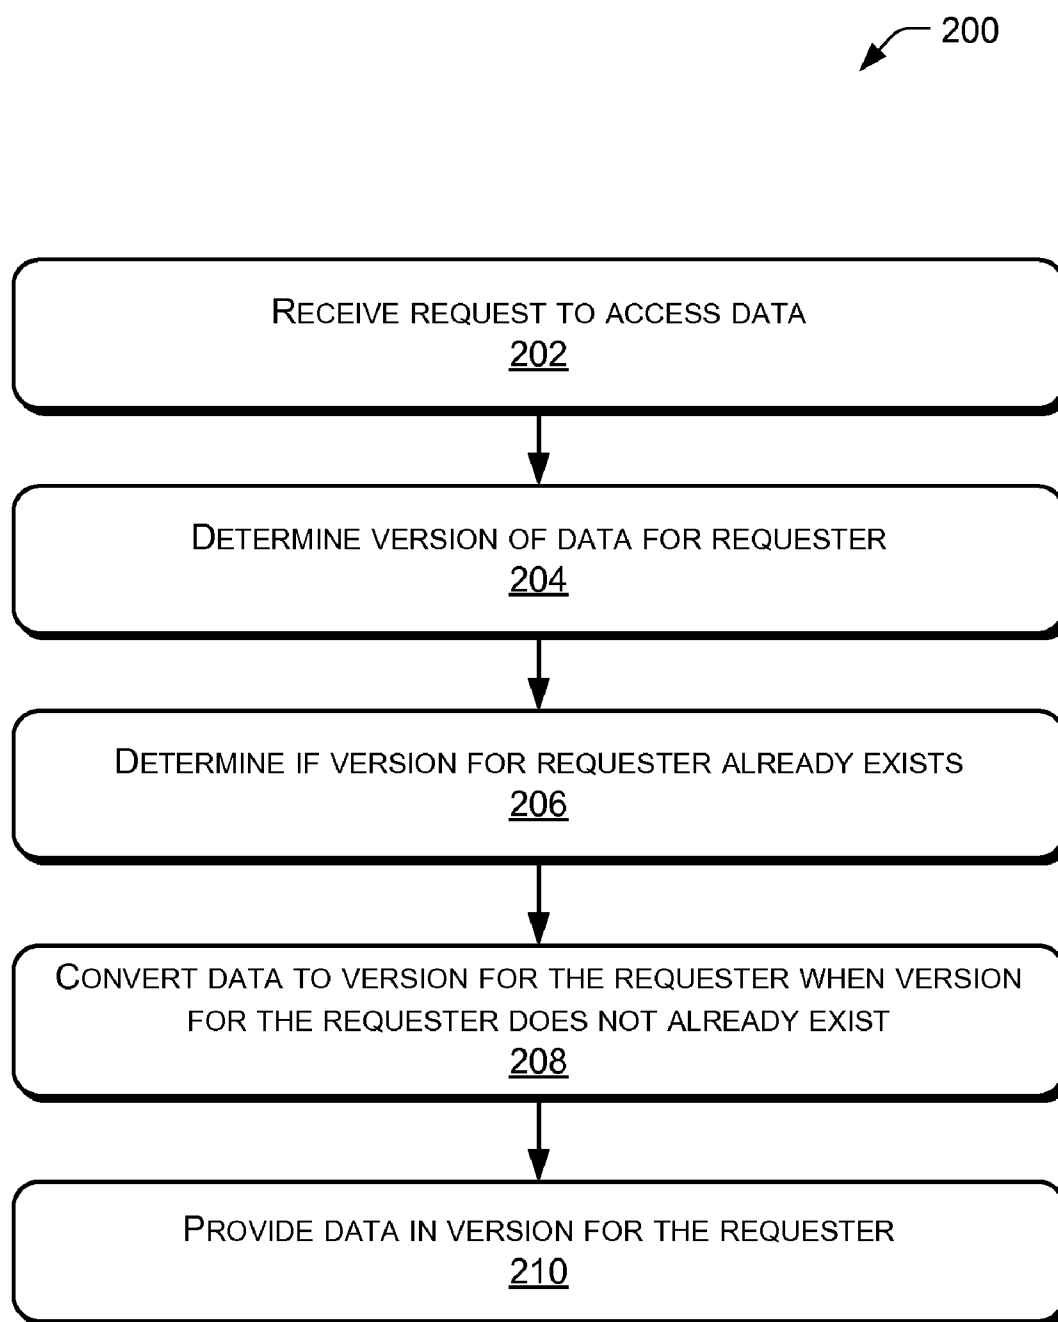 200
RECEIVE REQUEST TO ACCESS DATA
202
DETERMINE VERSION OF DATA FOR REQUESTER
204
DETERMINE IF VERSION FOR REQUESTER ALREADY EXISTS
206
CONVERT DATA TO VERSION FOR THE REQUESTER WHEN VERSION
FOR THE REQUESTER DOES NOT ALREADY EXIST
208
PROVIDE DATA IN VERSION FOR THE REQUESTER
210